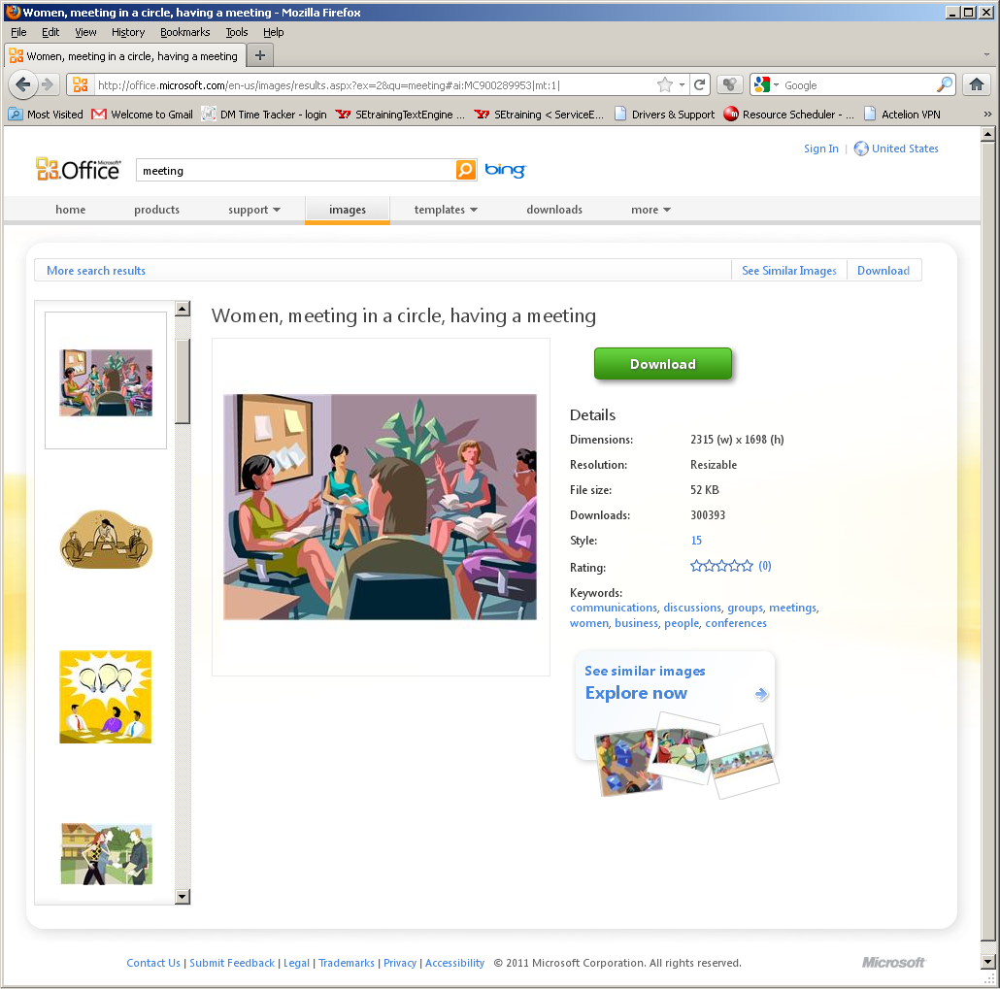 Women, meeting in a circle, having a meeting - Mozilla Firefox
File Edit View History Bookmarks Tools Help
Women, meeting in a circle, having a meeting
http://office.microsoft.com/en-us/images/results.aspx?ex=2&qu=meeting#ai:MC900289953|mt:1|
Google
Most Visited Welcome to Gmail DM Time Tracker - login SEtrainingTextEngine ... SEtraining < ServiceE... Drivers & Support Resource Scheduler - ... Actelion VPN »
Sign In | United States
Microsoft Office meeting bing
home products support images templates downloads more
More search results See Similar Images Download
Women, meeting in a circle, having a meeting
Download
Details
Dimensions: 2315 (w) x 1698 (h)
Resolution: Resizable
File size: 52 KB
Downloads: 300393
Style: 15
Rating: (0)
Keywords:
communications, discussions, groups, meetings,
women, business, people, conferences
See similar images
Explore now
Contact Us | Submit Feedback | Legal | Trademarks | Privacy | Accessibility © 2011 Microsoft Corporation. All rights reserved. Microsoft